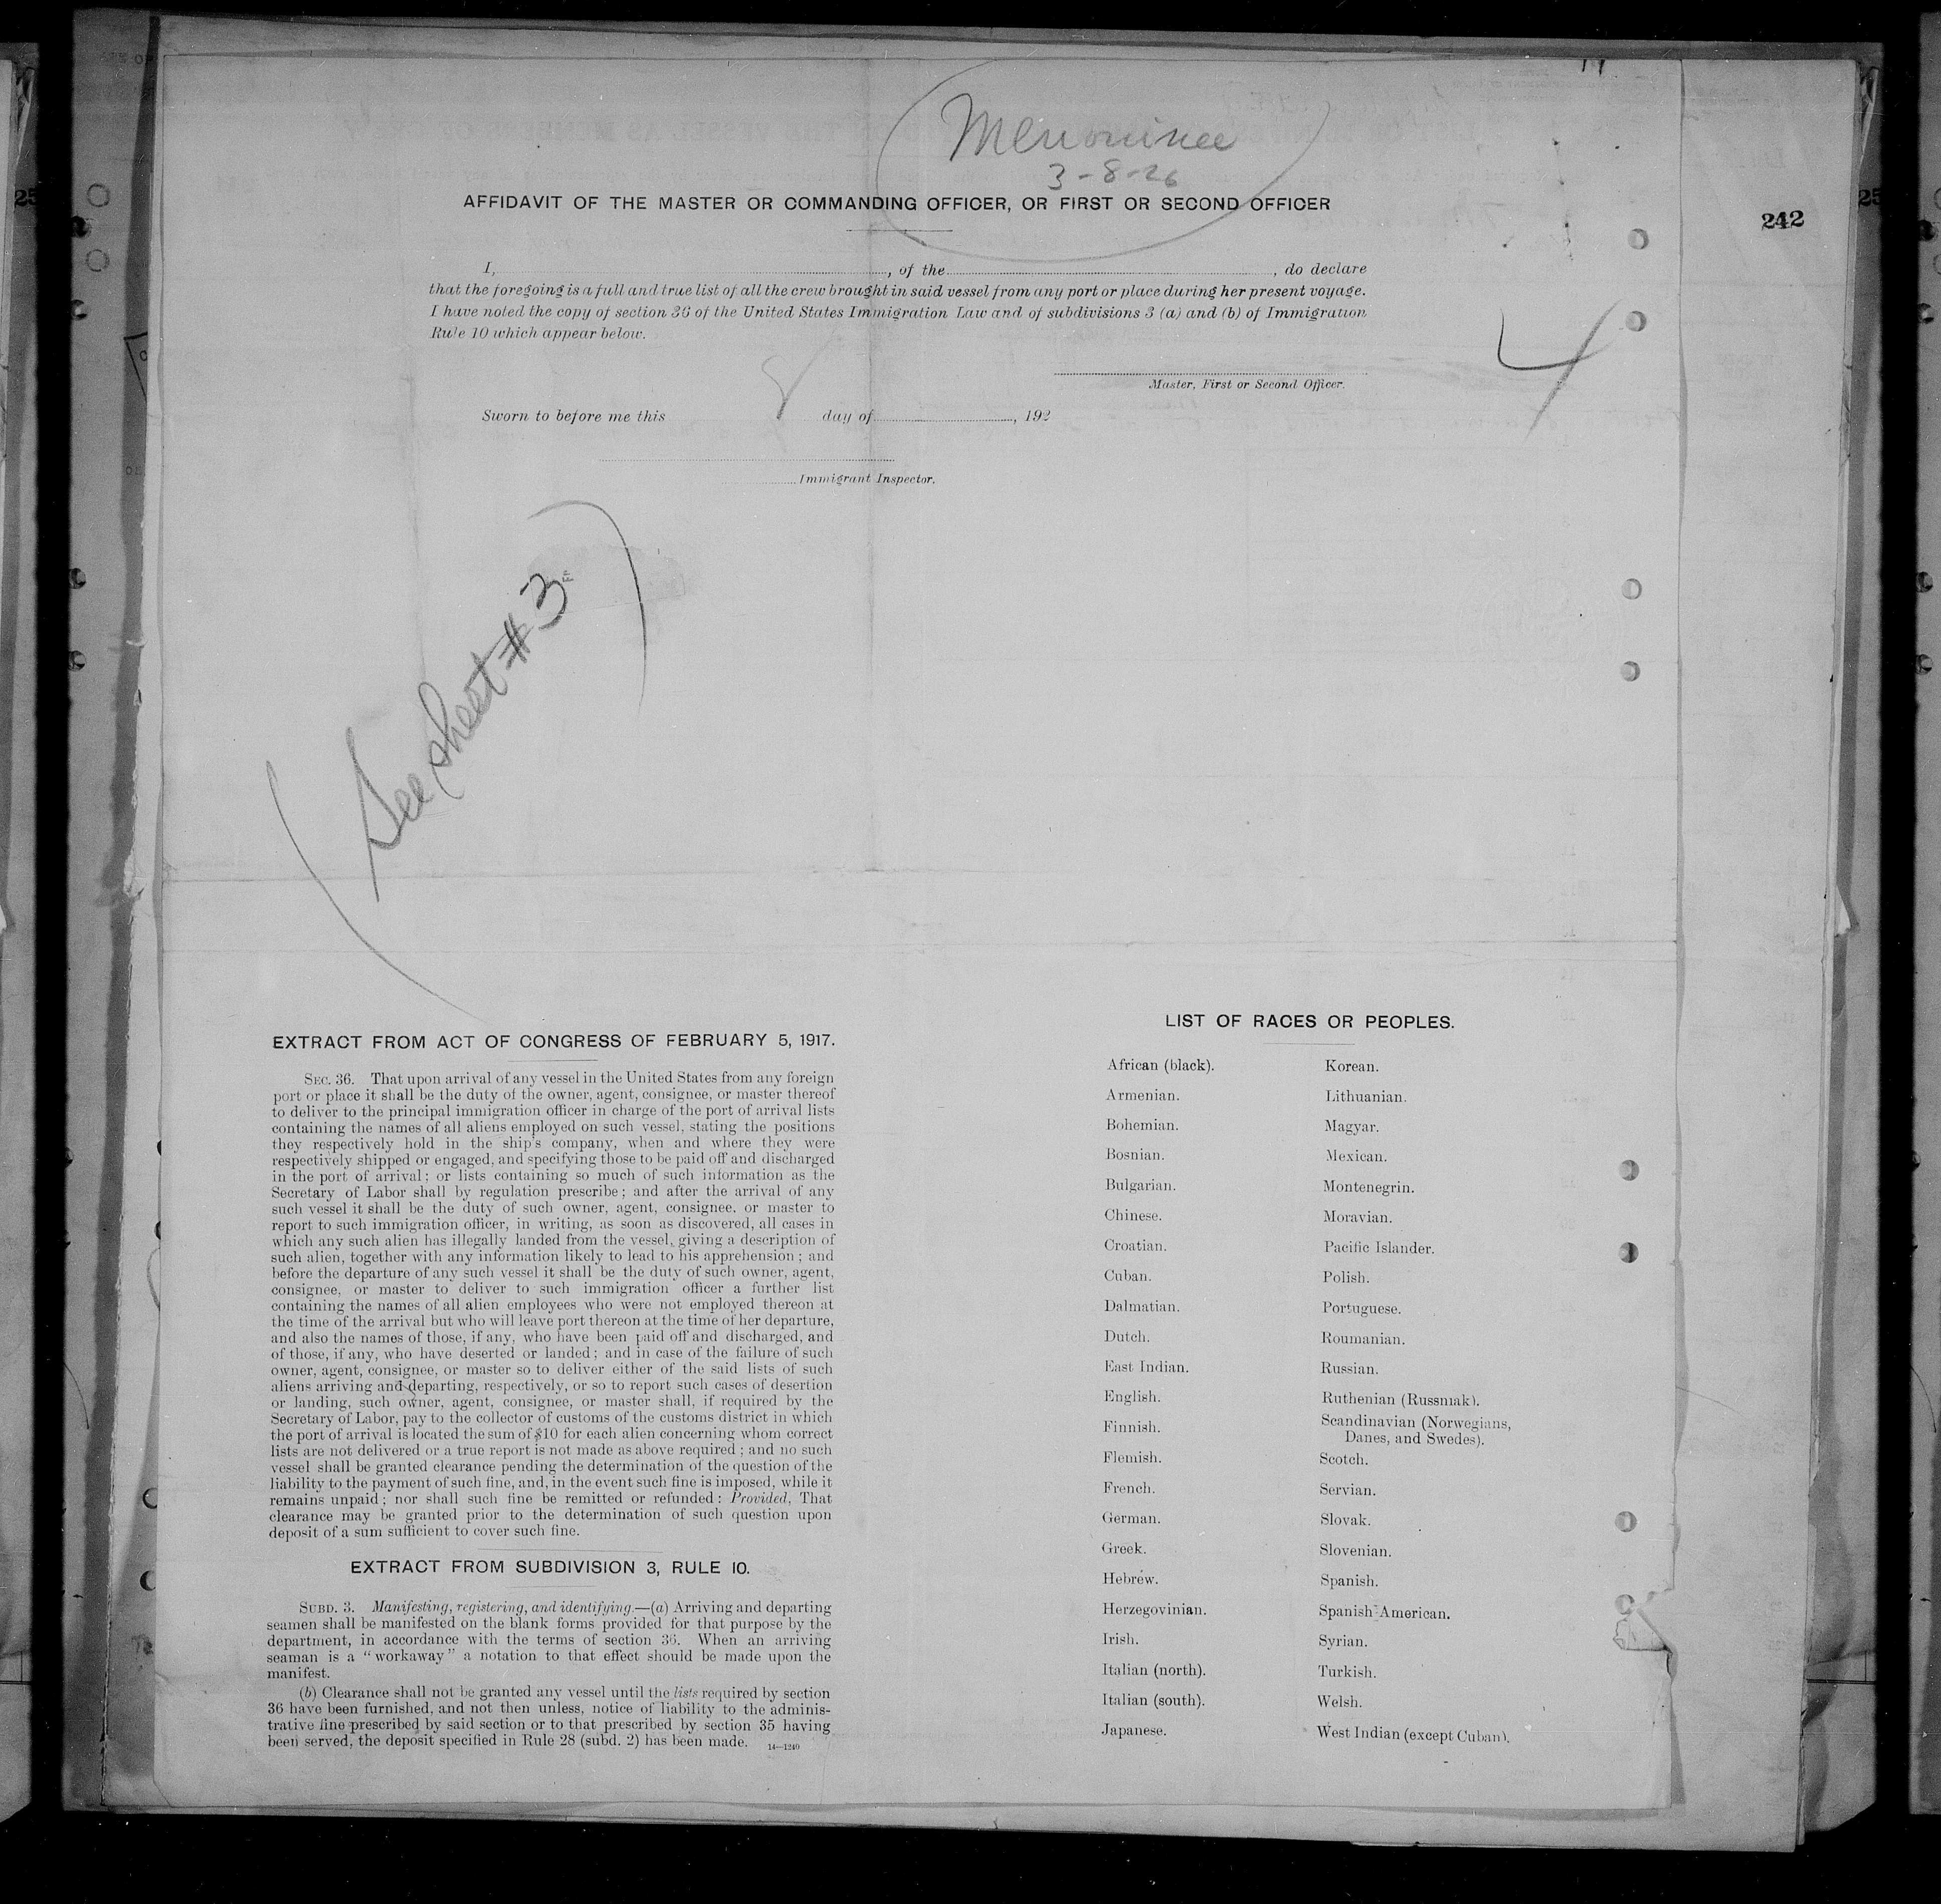 Menominee
3-8-26
AFFIDAVIT OF THE MASTER OR COMMANDING OFFICER, OR FIRST OR SECOND OFFICER
242
I, , of the , do declare
that the foregoing is a full and true list of all the crew brought in said vessel from any port or place during her present voyage.
I have noted the copy of section 36 of the United States Immigration Law and of subdivisions 3 (a) and (b) of Immigration
Rule 10 which appear below.
4
Master, First or Second Officer.
Sworn to before me this 8 day of , 192
Immigrant Inspector.
See sheet #3
EXTRACT FROM ACT OF CONGRESS OF FEBRUARY 5, 1917.
SEC. 36. That upon arrival of any vessel in the United States from any foreign
port or place it shall be the duty of the owner, agent, consignee, or master thereof
to deliver to the principal immigration officer in charge of the port of arrival lists
containing the names of all aliens employed on such vessel, stating the positions
they respectively hold in the ship's company, when and where they were
respectively shipped or engaged, and specifying those to be paid off and discharged
in the port of arrival; or lists containing so much of such information as the
Secretary of Labor shall by regulation prescribe; and after the arrival of any
such vessel it shall be the duty of such owner, agent, consignee, or master to
report to such immigration officer, in writing, as soon as discovered, all cases in
which any such alien has illegally landed from the vessel, giving a description of
such alien, together with any information likely to lead to his apprehension; and
before the departure of any such vessel it shall be the duty of such owner, agent,
consignee, or master to deliver to such immigration officer a further list
containing the names of all alien employees who were not employed thereon at
the time of the arrival but who will leave port thereon at the time of her departure,
and also the names of those, if any, who have been paid off and discharged, and
of those, if any, who have deserted or landed; and in case of the failure of such
owner, agent, consignee, or master so to deliver either of the said lists of such
aliens arriving and departing, respectively, or so to report such cases of desertion
or landing, such owner, agent, consignee, or master shall, if required by the
Secretary of Labor, pay to the collector of customs of the customs district in which
the port of arrival is located the sum of $10 for each alien concerning whom correct
lists are not delivered or a true report is not made as above required; and no such
vessel shall be granted clearance pending the determination of the question of the
liability to the payment of such fine, and, in the event such fine is imposed, while it
remains unpaid; nor shall such fine be remitted or refunded: Provided, That
clearance may be granted prior to the determination of such question upon
deposit of a sum sufficient to cover such fine.
EXTRACT FROM SUBDIVISION 3, RULE 10.
SUBD. 3. Manifesting, registering, and identifying.—(a) Arriving and departing
seamen shall be manifested on the blank forms provided for that purpose by the
department, in accordance with the terms of section 36. When an arriving
seaman is a "workaway" a notation to that effect should be made upon the
manifest.
(b) Clearance shall not be granted any vessel until the lists required by section
36 have been furnished, and not then unless, notice of liability to the adminis-
trative fine prescribed by said section or to that prescribed by section 35 having
been served, the deposit specified in Rule 28 (subd. 2) has been made. 14—1240
LIST OF RACES OR PEOPLES.
African (black).
Armenian.
Bohemian.
Bosnian.
Bulgarian.
Chinese.
Croatian.
Cuban.
Dalmatian.
Dutch.
East Indian.
English.
Finnish.
Flemish.
French.
German.
Greek.
Hebrew.
Herzegovinian.
Irish.
Italian (north).
Italian (south).
Japanese.
Korean.
Lithuanian.
Magyar.
Mexican.
Montenegrin.
Moravian.
Pacific Islander.
Polish.
Portuguese.
Roumanian.
Russian.
Ruthenian (Russniak).
Scandinavian (Norwegians,
Danes, and Swedes).
Scotch.
Servian.
Slovak.
Slovenian.
Spanish.
Spanish-American.
Syrian.
Turkish.
Welsh.
West Indian (except Cuban).